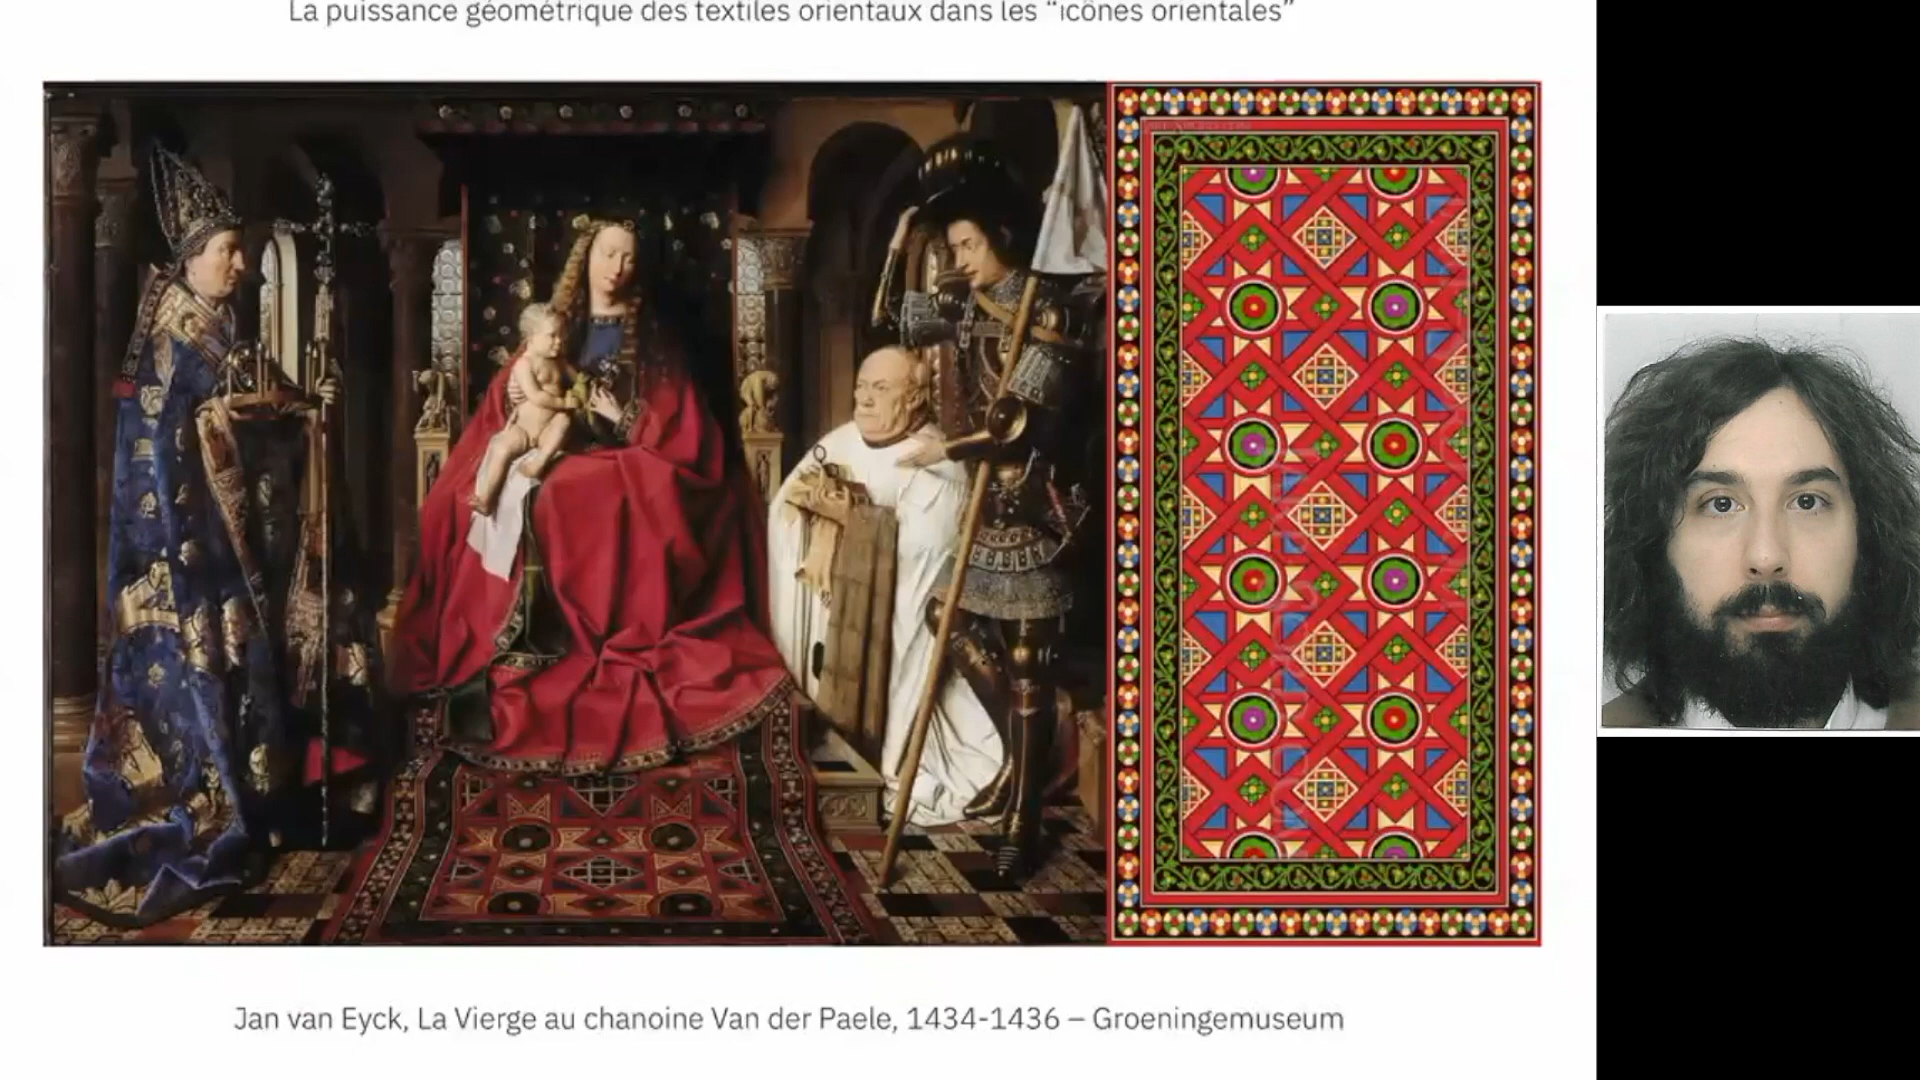 La puissance géométrique des textiles orientaux dans les “icônes orientales”
Jan van Eyck, La Vierge au chanoine Van der Paele, 1434-1436 – Groeningemuseum